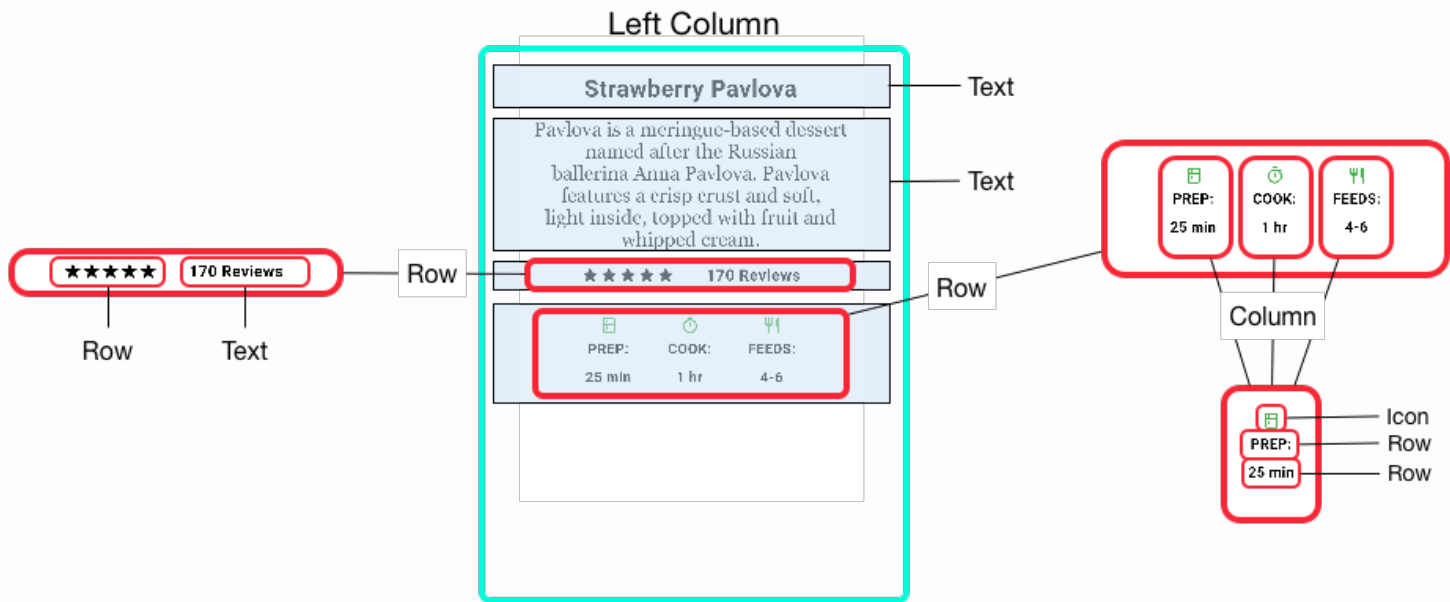 Left Column
Strawberry Pavlova
Text
Pavlova is a meringue-based dessert
named after the Russian
ballerina Anna Pavlova. Pavlova
features a crisp crust and soft,
light inside, topped with fruit and
whipped cream.
Text
170 Reviews
Row
Text
Row
170 Reviews
PREP:
COOK:
FEEDS:
25 min
1 hr
4-6
Row
PREP:
COOK:
FEEDS:
25 min
1 hr
4-6
Column
Icon
PREP:
Row
25 min
Row